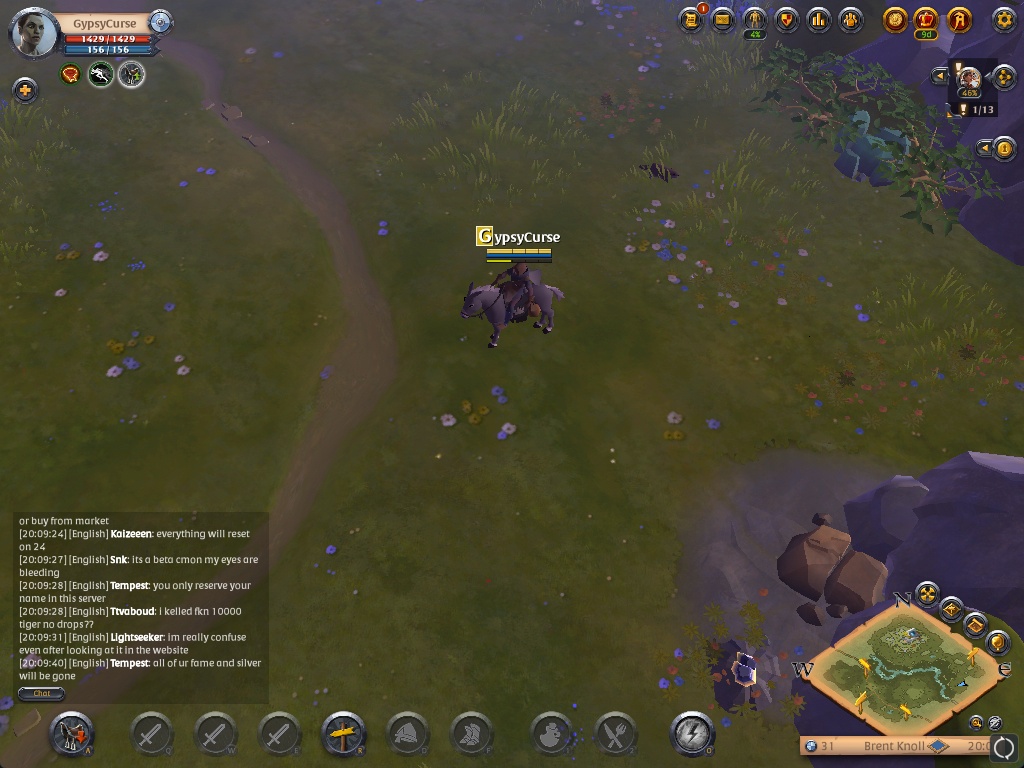 GypsyCurse
1429 / 1429
156 / 156
1
4%
9d
46%
1/13
GypsyCurse
or buy from market
[20:09:24] [English] Kaizeeen: everything will reset
on 24
[20:09:27] [English] Snk: its a beta cmon my eyes are
bleeding
[20:09:28] [English] Tempest: you only reserve your
name in this server
[20:09:28] [English] Ttvaboud: i kelled fkn 10000
tiger no drops??
[20:09:31] [English] Lightseeker: im really confuse
even after looking at it in the website
[20:09:40] [English] Tempest: all of ur fame and silver
will be gone
Chat
N
W
E
A
Q
W
E
R
D
F
O
31 Brent Knoll 20:0